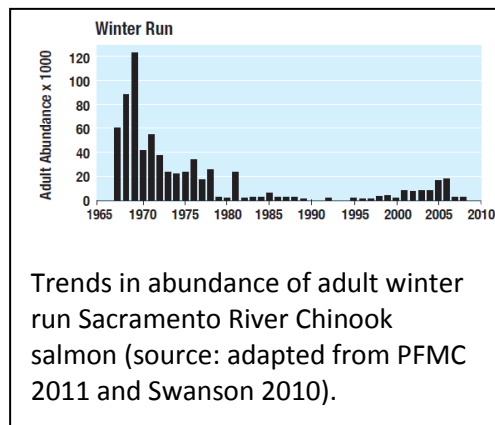 Winter Run
Adult Abundance x 1000
120
100
80
60
40
20
0
1965 1970 1975 1980 1985 1990 1995 2000 2005 2010
Trends in abundance of adult winter
run Sacramento River Chinook
salmon (source: adapted from PFMC
2011 and Swanson 2010).